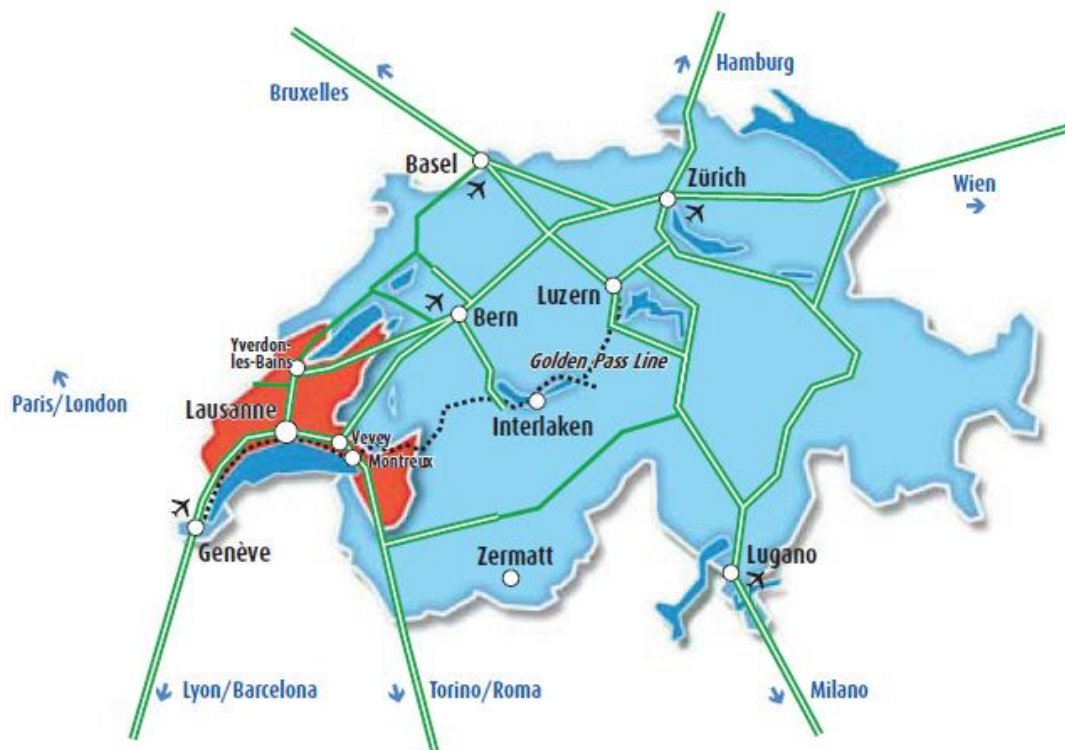 Hamburg
Bruxelles
Basel
Zürich
Wien
Luzern
Bern
Yverdon-
les-Bains
Golden Pass Line
Paris/London
Lausanne
Interlaken
Vevey
Montreux
Genève
Zermatt
Lugano
Lyon/Barcelona
Torino/Roma
Milano